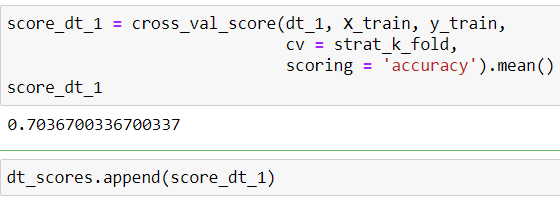 score_dt_1 = cross_val_score(dt_1, X_train, y_train,
cv = strat_k_fold,
scoring = 'accuracy').mean()
score_dt_1
0.7036700336700337
dt_scores.append(score_dt_1)